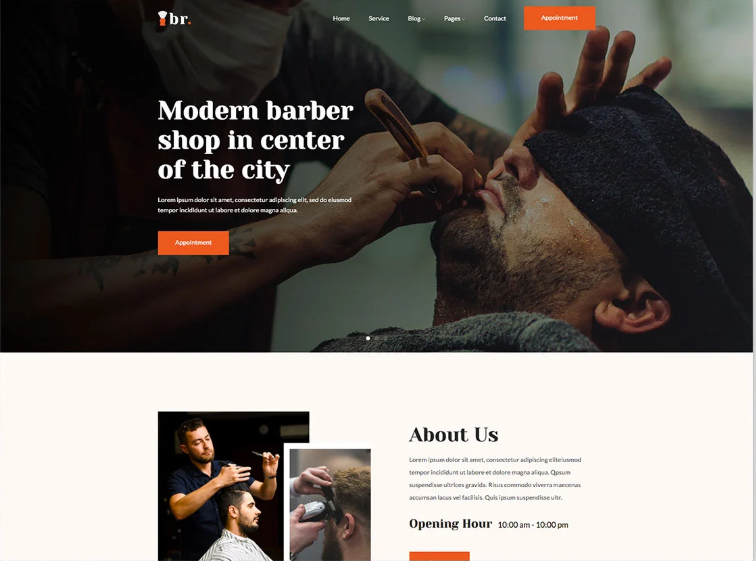 br.
Home Service Blog Pages Contact Appointment
Modern barber
shop in center
of the city
Lorem ipsum dolor sit amet, consectetur adipiscing elit, sed do eiusmod
tempor incididunt ut labore et dolore magna aliqua.
Appointment
About Us
Lorem ipsum dolor sit amet, consectetur adipiscing eliteiusmod
tempor incididunt ut labore et dolore magna aliqua. Qpsum
suspendisse ultrices gravida. Risus commodo viverra maecenas
accumsan lacus vel facilisis. Quis ipsum suspendisse ultr.
Opening Hour 10:00 am - 10:00 pm